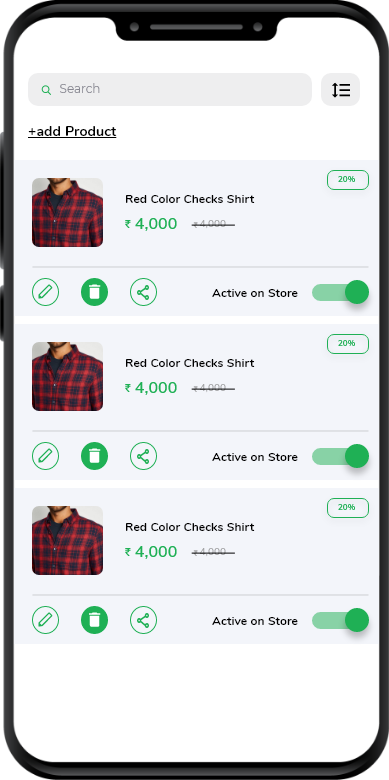 Search
+add Product
20%
Red Color Checks Shirt
₹ 4,000 ₹ 4,000
Active on Store
20%
Red Color Checks Shirt
₹ 4,000 ₹ 4,000
Active on Store
20%
Red Color Checks Shirt
₹ 4,000 ₹ 4,000
Active on Store